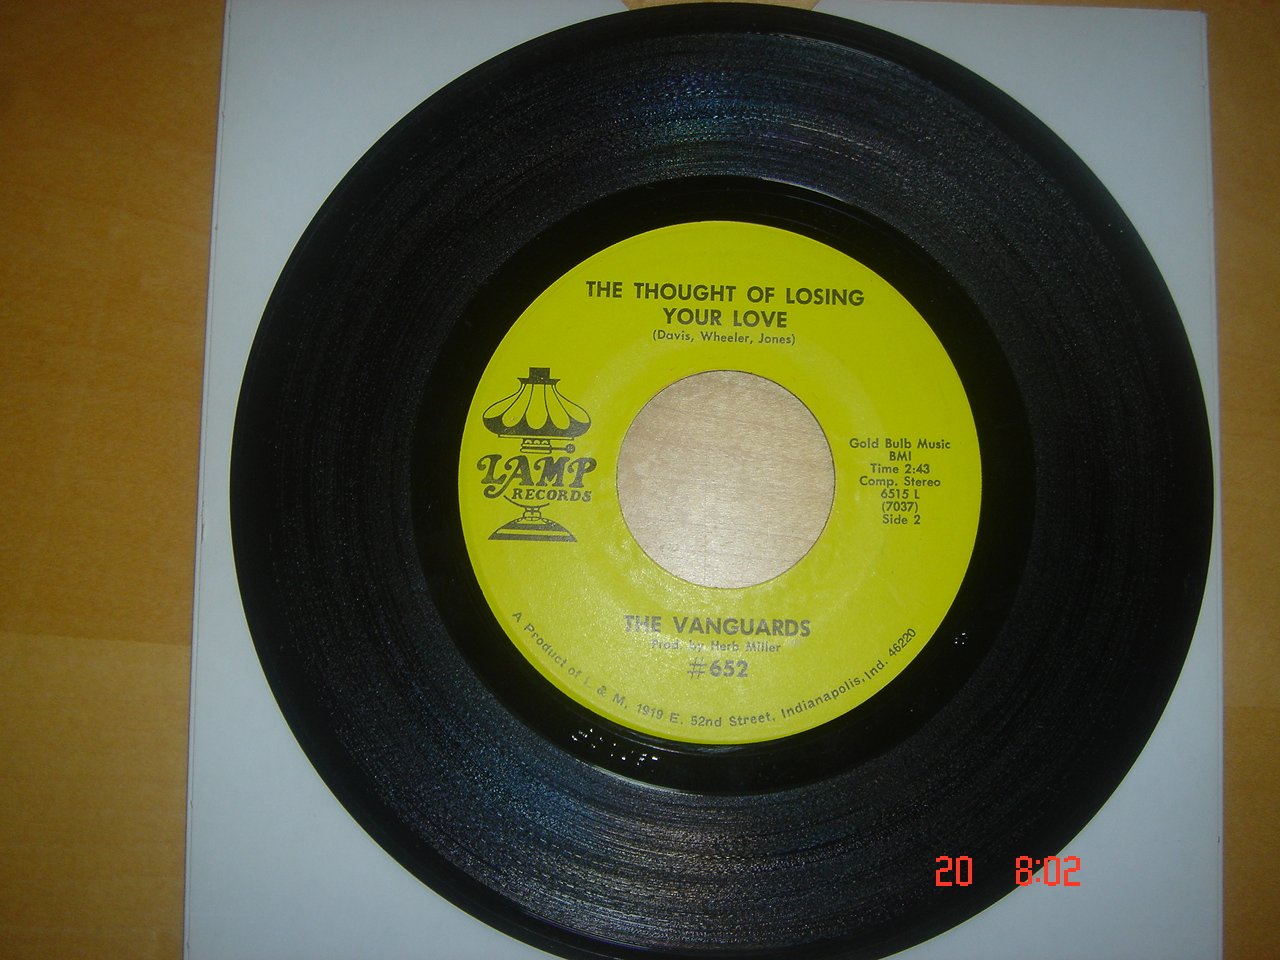 THE THOUGHT OF LOSING
YOUR LOVE
(Davis, Wheeler, Jones)
LAMP
RECORDS
Gold Bulb Music
BMI
Time 2:43
Comp. Stereo
6515 L
(7037)
Side 2
THE VANGUARDS
Prod. by Herb Miller
#652
A Product of L & M, 1919 E. 52nd Street, Indianapolis, Ind. 46220
20 8:02